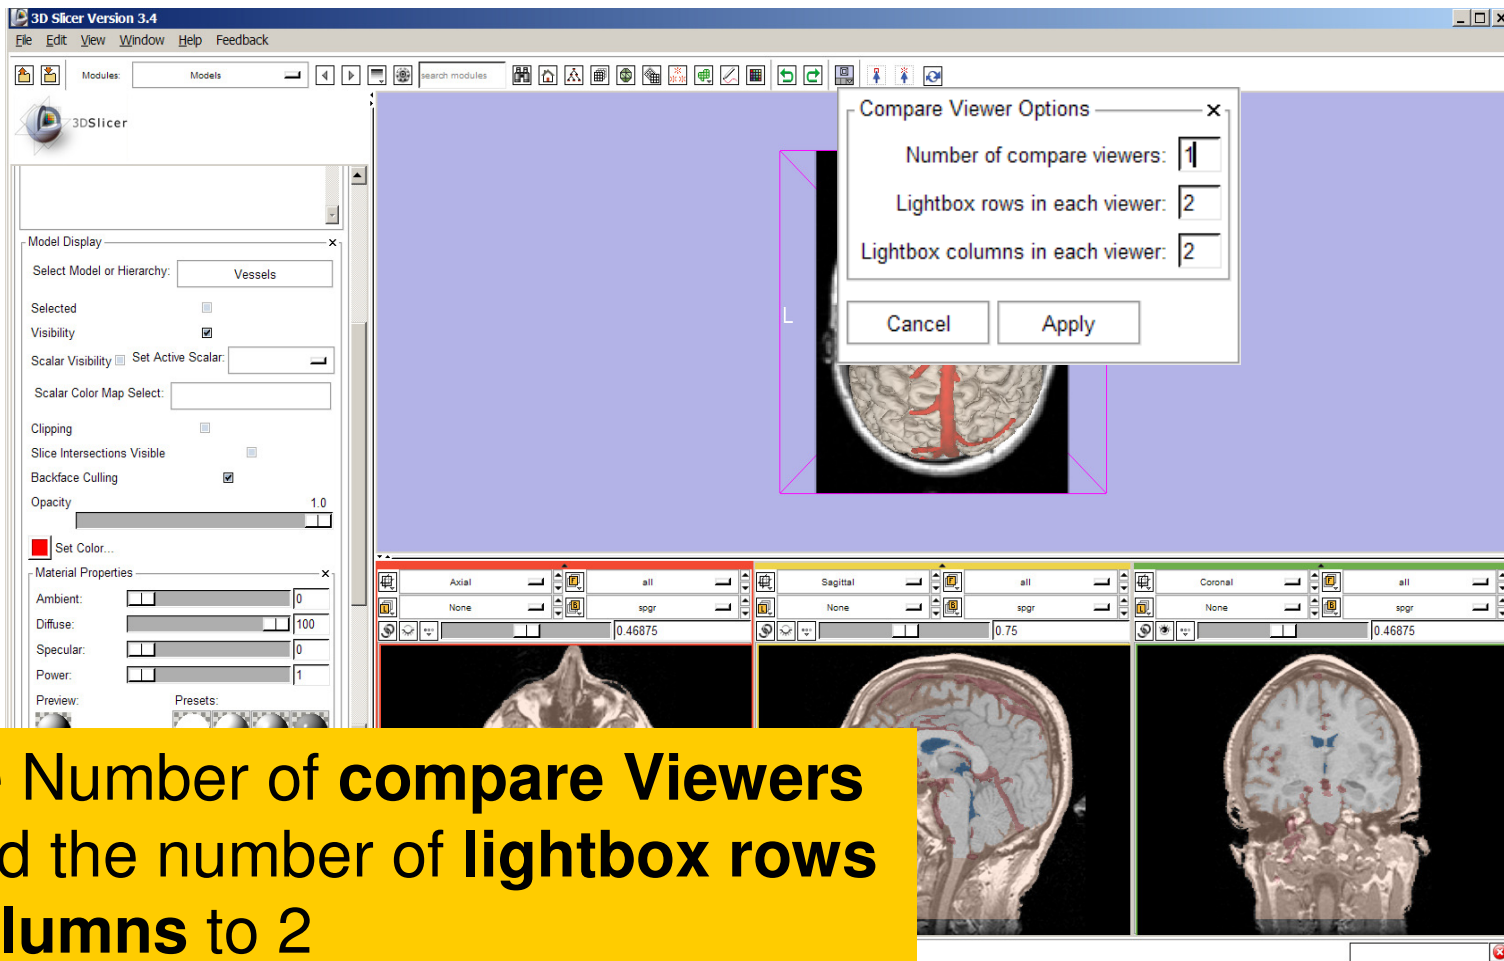 3D Slicer Version 3.4
File Edit View Window Help Feedback
Modules: Models search modules
3DSlicer
Compare Viewer Options
Number of compare viewers: 1
Lightbox rows in each viewer: 2
Lightbox columns in each viewer: 2
Cancel Apply
L
Model Display
Select Model or Hierarchy: Vessels
Selected
Visibility
Scalar Visibility Set Active Scalar:
Scalar Color Map Select:
Clipping
Slice Intersections Visible
Backface Culling
Opacity 1.0
Set Color...
Material Properties
Ambient: 0
Diffuse: 100
Specular: 0
Power: 1
Preview: Presets:
Axial F all Sagittal F all Coronal F all
L None B spgr L None B spgr L None B spgr
0.46875 0.75 0.46875
e Number of compare Viewers
d the number of lightbox rows
lumns to 2